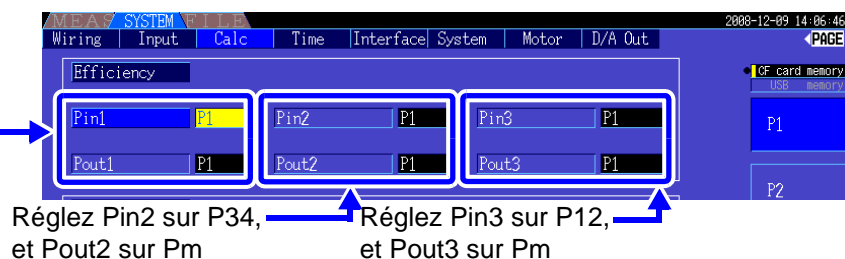 MEAS SYSTEM FILE 2008-12-09 14:06:46
Wiring Input Calc Time Interface System Motor D/A Out PAGE
Efficiency
CF card memory
USB memory
Pin1 P1 Pin2 P1 Pin3 P1
P1
Pout1 P1 Pout2 P1 Pout3 P1
P2
Réglez Pin2 sur P34, Réglez Pin3 sur P12,
et Pout2 sur Pm et Pout3 sur Pm